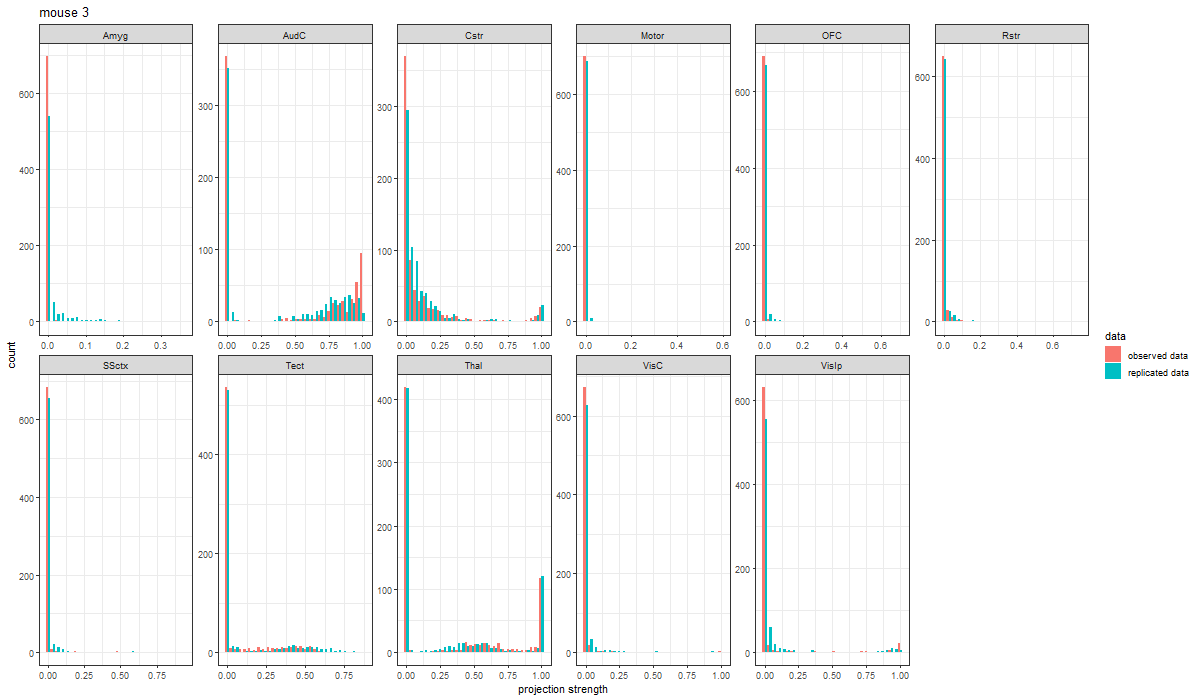 mouse 3
Amyg AudC Cstr Motor OFC Rstr
600
400
200
0
0.0 0.1 0.2 0.3
300
200
100
0
0.00 0.25 0.50 0.75 1.00
300
200
100
0
0.00 0.25 0.50 0.75 1.00
600
400
200
0
0.0 0.2 0.4 0.6
600
400
200
0
0.0 0.2 0.4 0.6
600
400
200
0
0.0 0.2 0.4 0.6
SSctx Tect Thal VisC VisIp
600
400
200
0
0.00 0.25 0.50 0.75
400
200
0
0.00 0.25 0.50 0.75
400
300
200
100
0
0.00 0.25 0.50 0.75 1.00
600
400
200
0
0.00 0.25 0.50 0.75 1.00
600
400
200
0
0.00 0.25 0.50 0.75 1.00
count
projection strength
data
observed data
replicated data